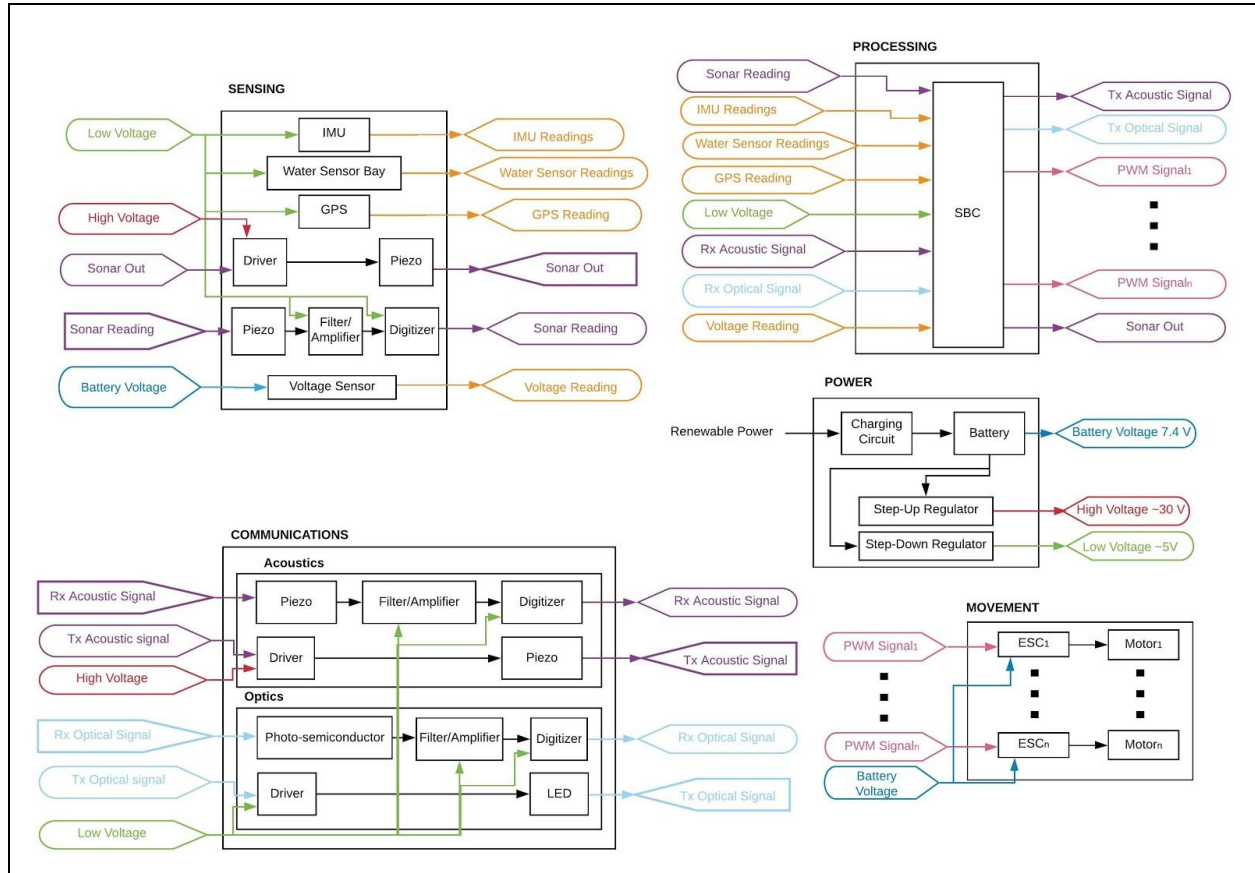 SENSING
Low Voltage
IMU
IMU Readings
Water Sensor Bay
Water Sensor Readings
GPS
GPS Reading
High Voltage
Sonar Out
Driver
Piezo
Sonar Out
Sonar Reading
Piezo
Filter/
Amplifier
Digitizer
Sonar Reading
Battery Voltage
Voltage Sensor
Voltage Reading
PROCESSING
Sonar Reading
IMU Readings
Water Sensor Readings
GPS Reading
Low Voltage
Rx Acoustic Signal
Rx Optical Signal
Voltage Reading
SBC
Tx Acoustic Signal
Tx Optical Signal
PWM Signal₁
PWM Signalₙ
Sonar Out
POWER
Renewable Power
Charging
Circuit
Battery
Battery Voltage 7.4 V
Step-Up Regulator
High Voltage ~30 V
Step-Down Regulator
Low Voltage ~5V
COMMUNICATIONS
Acoustics
Rx Acoustic Signal
Piezo
Filter/Amplifier
Digitizer
Rx Acoustic Signal
Tx Acoustic signal
High Voltage
Driver
Piezo
Tx Acoustic Signal
Optics
Rx Optical Signal
Photo-semiconductor
Filter/Amplifier
Digitizer
Rx Optical Signal
Tx Optical signal
Driver
LED
Tx Optical Signal
Low Voltage
MOVEMENT
PWM Signal₁
ESC₁
Motor₁
PWM Signalₙ
ESCₙ
Motorₙ
Battery
Voltage